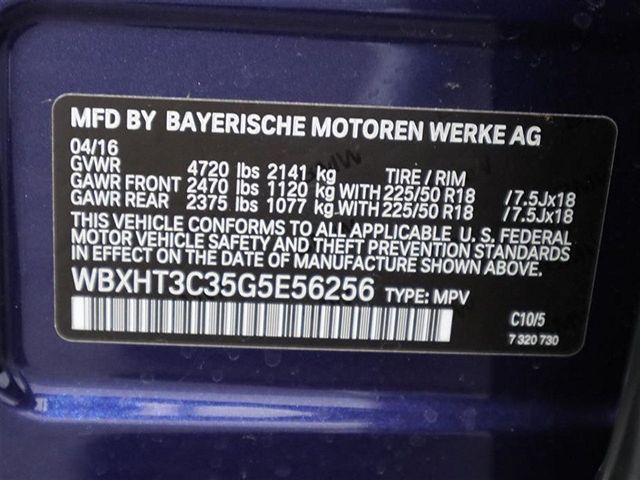 MFD BY BAYERISCHE MOTOREN WERKE AG
04/16
GVWR 4720 lbs 2141 kg TIRE / RIM
GAWR FRONT 2470 lbs 1120 kg WITH 225/50 R18 /7.5Jx18
GAWR REAR 2375 lbs 1077 kg WITH 225/50 R18 /7.5Jx18
THIS VEHICLE CONFORMS TO ALL APPLICABLE U. S. FEDERAL
MOTOR VEHICLE SAFETY AND THEFT PREVENTION STANDARDS
IN EFFECT ON THE DATE OF MANUFACTURE SHOWN ABOVE.
WBXHT3C35G5E56256 TYPE: MPV
C10/5
7 320 730